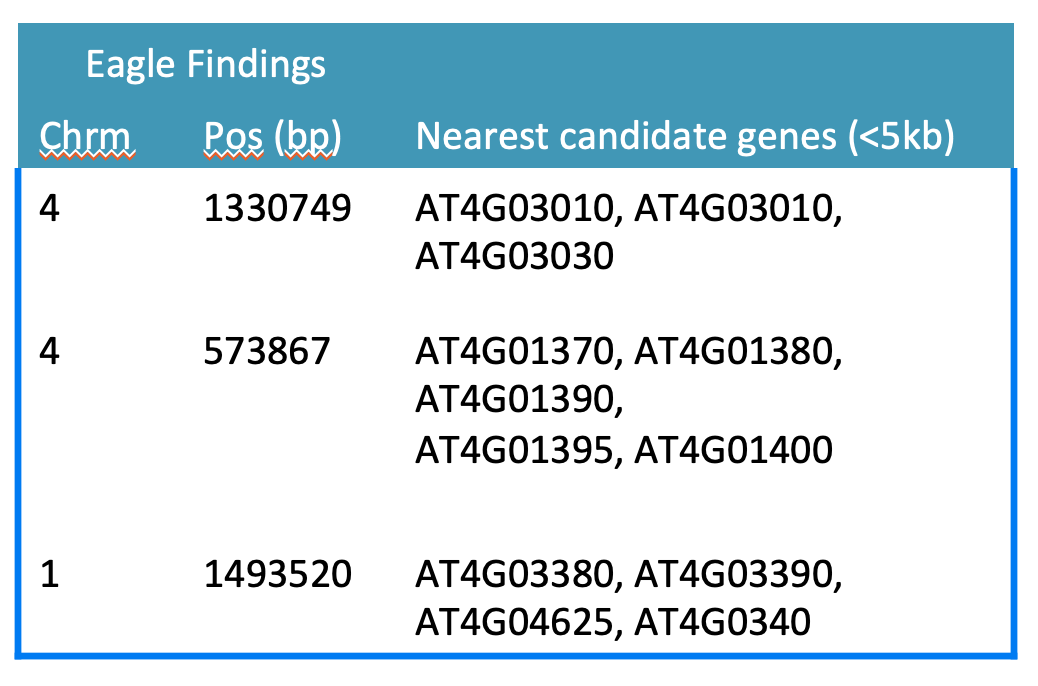 Eagle Findings
Chrm Pos (bp) Nearest candidate genes (<5kb)
4 1330749 AT4G03010, AT4G03010,
AT4G03030
4 573867 AT4G01370, AT4G01380,
AT4G01390,
AT4G01395, AT4G01400
1 1493520 AT4G03380, AT4G03390,
AT4G04625, AT4G0340